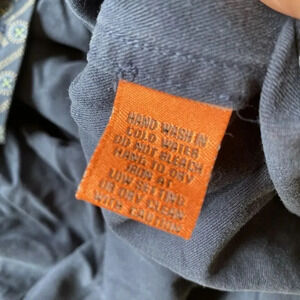 HAND WASH IN
COLD WATER
DO NOT BLEACH
HANG TO DRY
IRON AT
LOW SETTING
OR DRY CLEAN
WITH CAUTION